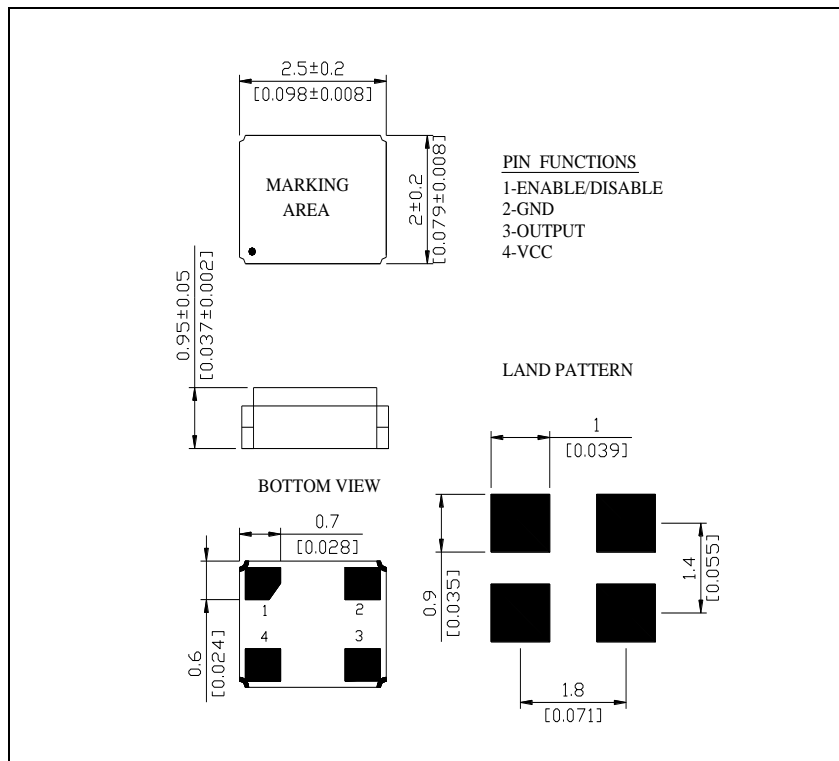 2.5±0.2
[0.098±0.008]
MARKING
AREA
2±0.2
[0.079±0.008]
PIN FUNCTIONS
1-ENABLE/DISABLE
2-GND
3-OUTPUT
4-VCC
0.95±0.05
[0.037±0.002]
LAND PATTERN
1
[0.039]
BOTTOM VIEW
0.7
[0.028]
1
2
4
3
0.6
[0.024]
0.9
[0.035]
1.4
[0.055]
1.8
[0.071]